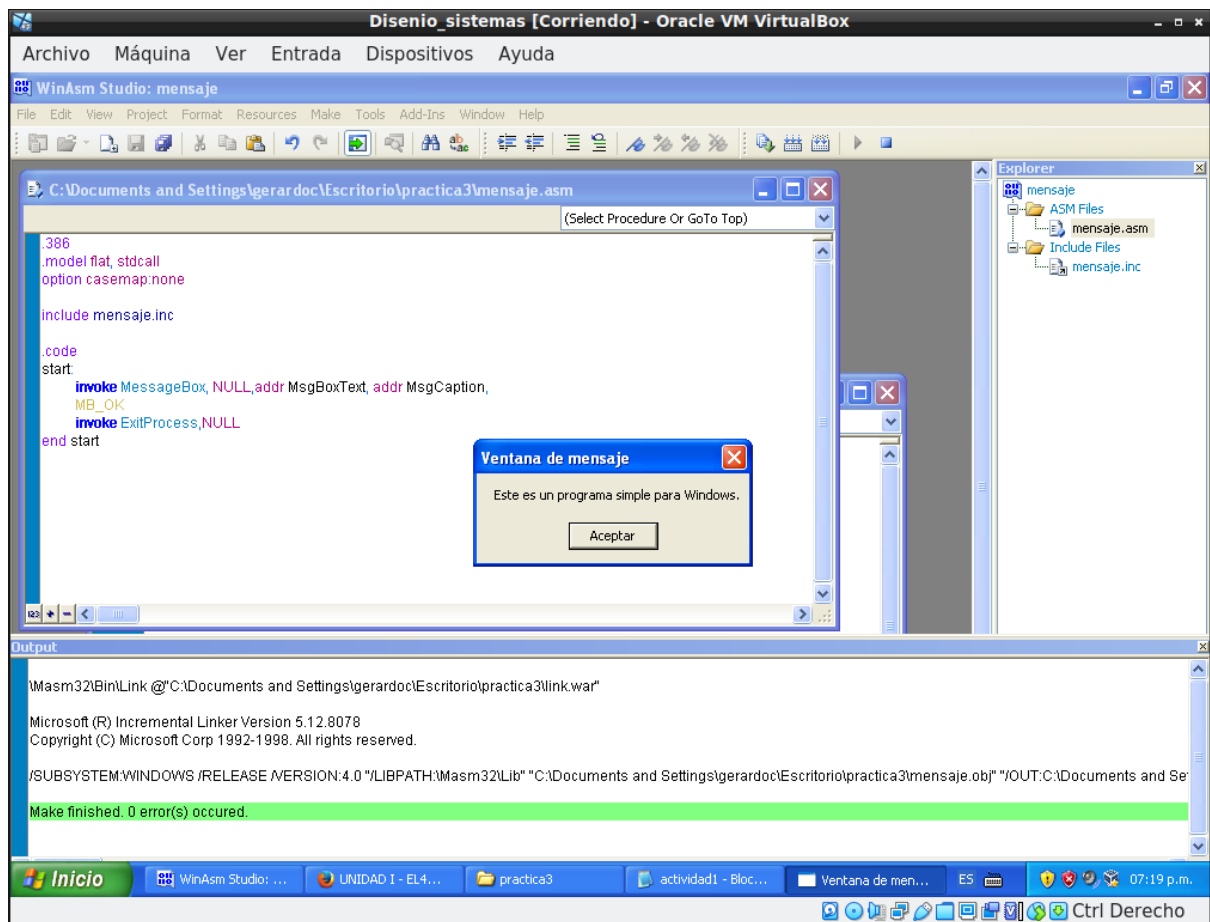 Disenio_sistemas [Corriendo] - Oracle VM VirtualBox
Archivo Máquina Ver Entrada Dispositivos Ayuda
WinAsm Studio: mensaje
File Edit View Project Format Resources Make Tools Add-Ins Window Help
C:\Documents and Settings\gerardoc\Escritorio\practica3\mensaje.asm
(Select Procedure Or GoTo Top)
.386
.model flat, stdcall
option casemap:none
include mensaje.inc
.code
start:
invoke MessageBox, NULL,addr MsgBoxText, addr MsgCaption,
MB_OK
invoke ExitProcess,NULL
end start
Ventana de mensaje
Este es un programa simple para Windows.
Aceptar
Explorer
mensaje
ASM Files
mensaje.asm
Include Files
mensaje.inc
Output
\Masm32\Bin\Link @"C:\Documents and Settings\gerardoc\Escritorio\practica3\link.war"
Microsoft (R) Incremental Linker Version 5.12.8078
Copyright (C) Microsoft Corp 1992-1998. All rights reserved.
/SUBSYSTEM:WINDOWS /RELEASE /VERSION:4.0 "/LIBPATH:\Masm32\Lib" "C:\Documents and Settings\gerardoc\Escritorio\practica3\mensaje.obj" "/OUT:C:\Documents and Se
Make finished. 0 error(s) occured.
Inicio WinAsm Studio: ... UNIDAD I - EL4... practica3 actividad1 - Bloc... Ventana de men... ES 07:19 p.m.
Ctrl Derecho